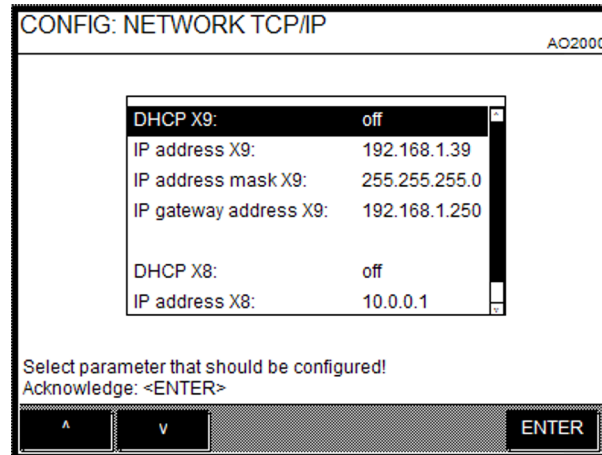 CONFIG: NETWORK TCP/IP
AO2000
DHCP X9: off
IP address X9: 192.168.1.39
IP address mask X9: 255.255.255.0
IP gateway address X9: 192.168.1.250
DHCP X8: off
IP address X8: 10.0.0.1
Select parameter that should be configured!
Acknowledge: <ENTER>
ENTER